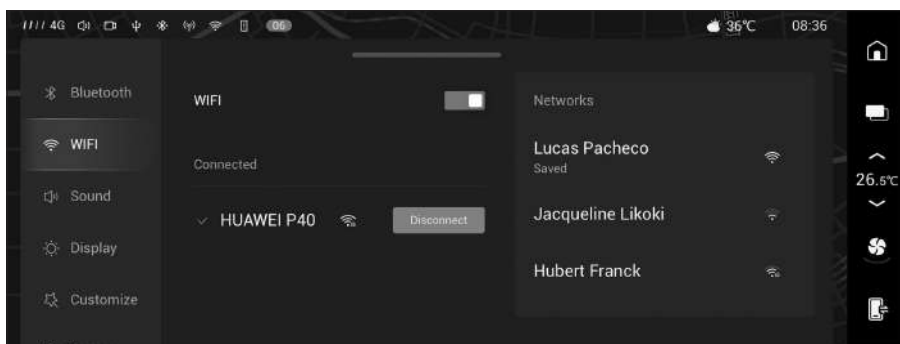 4G
06
36℃
08:36
Bluetooth
WIFI
Sound
Display
Customize
WIFI
Connected
HUAWEI P40
Disconnect
Networks
Lucas Pacheco
Saved
Jacqueline Likoki
Hubert Franck
26.5℃